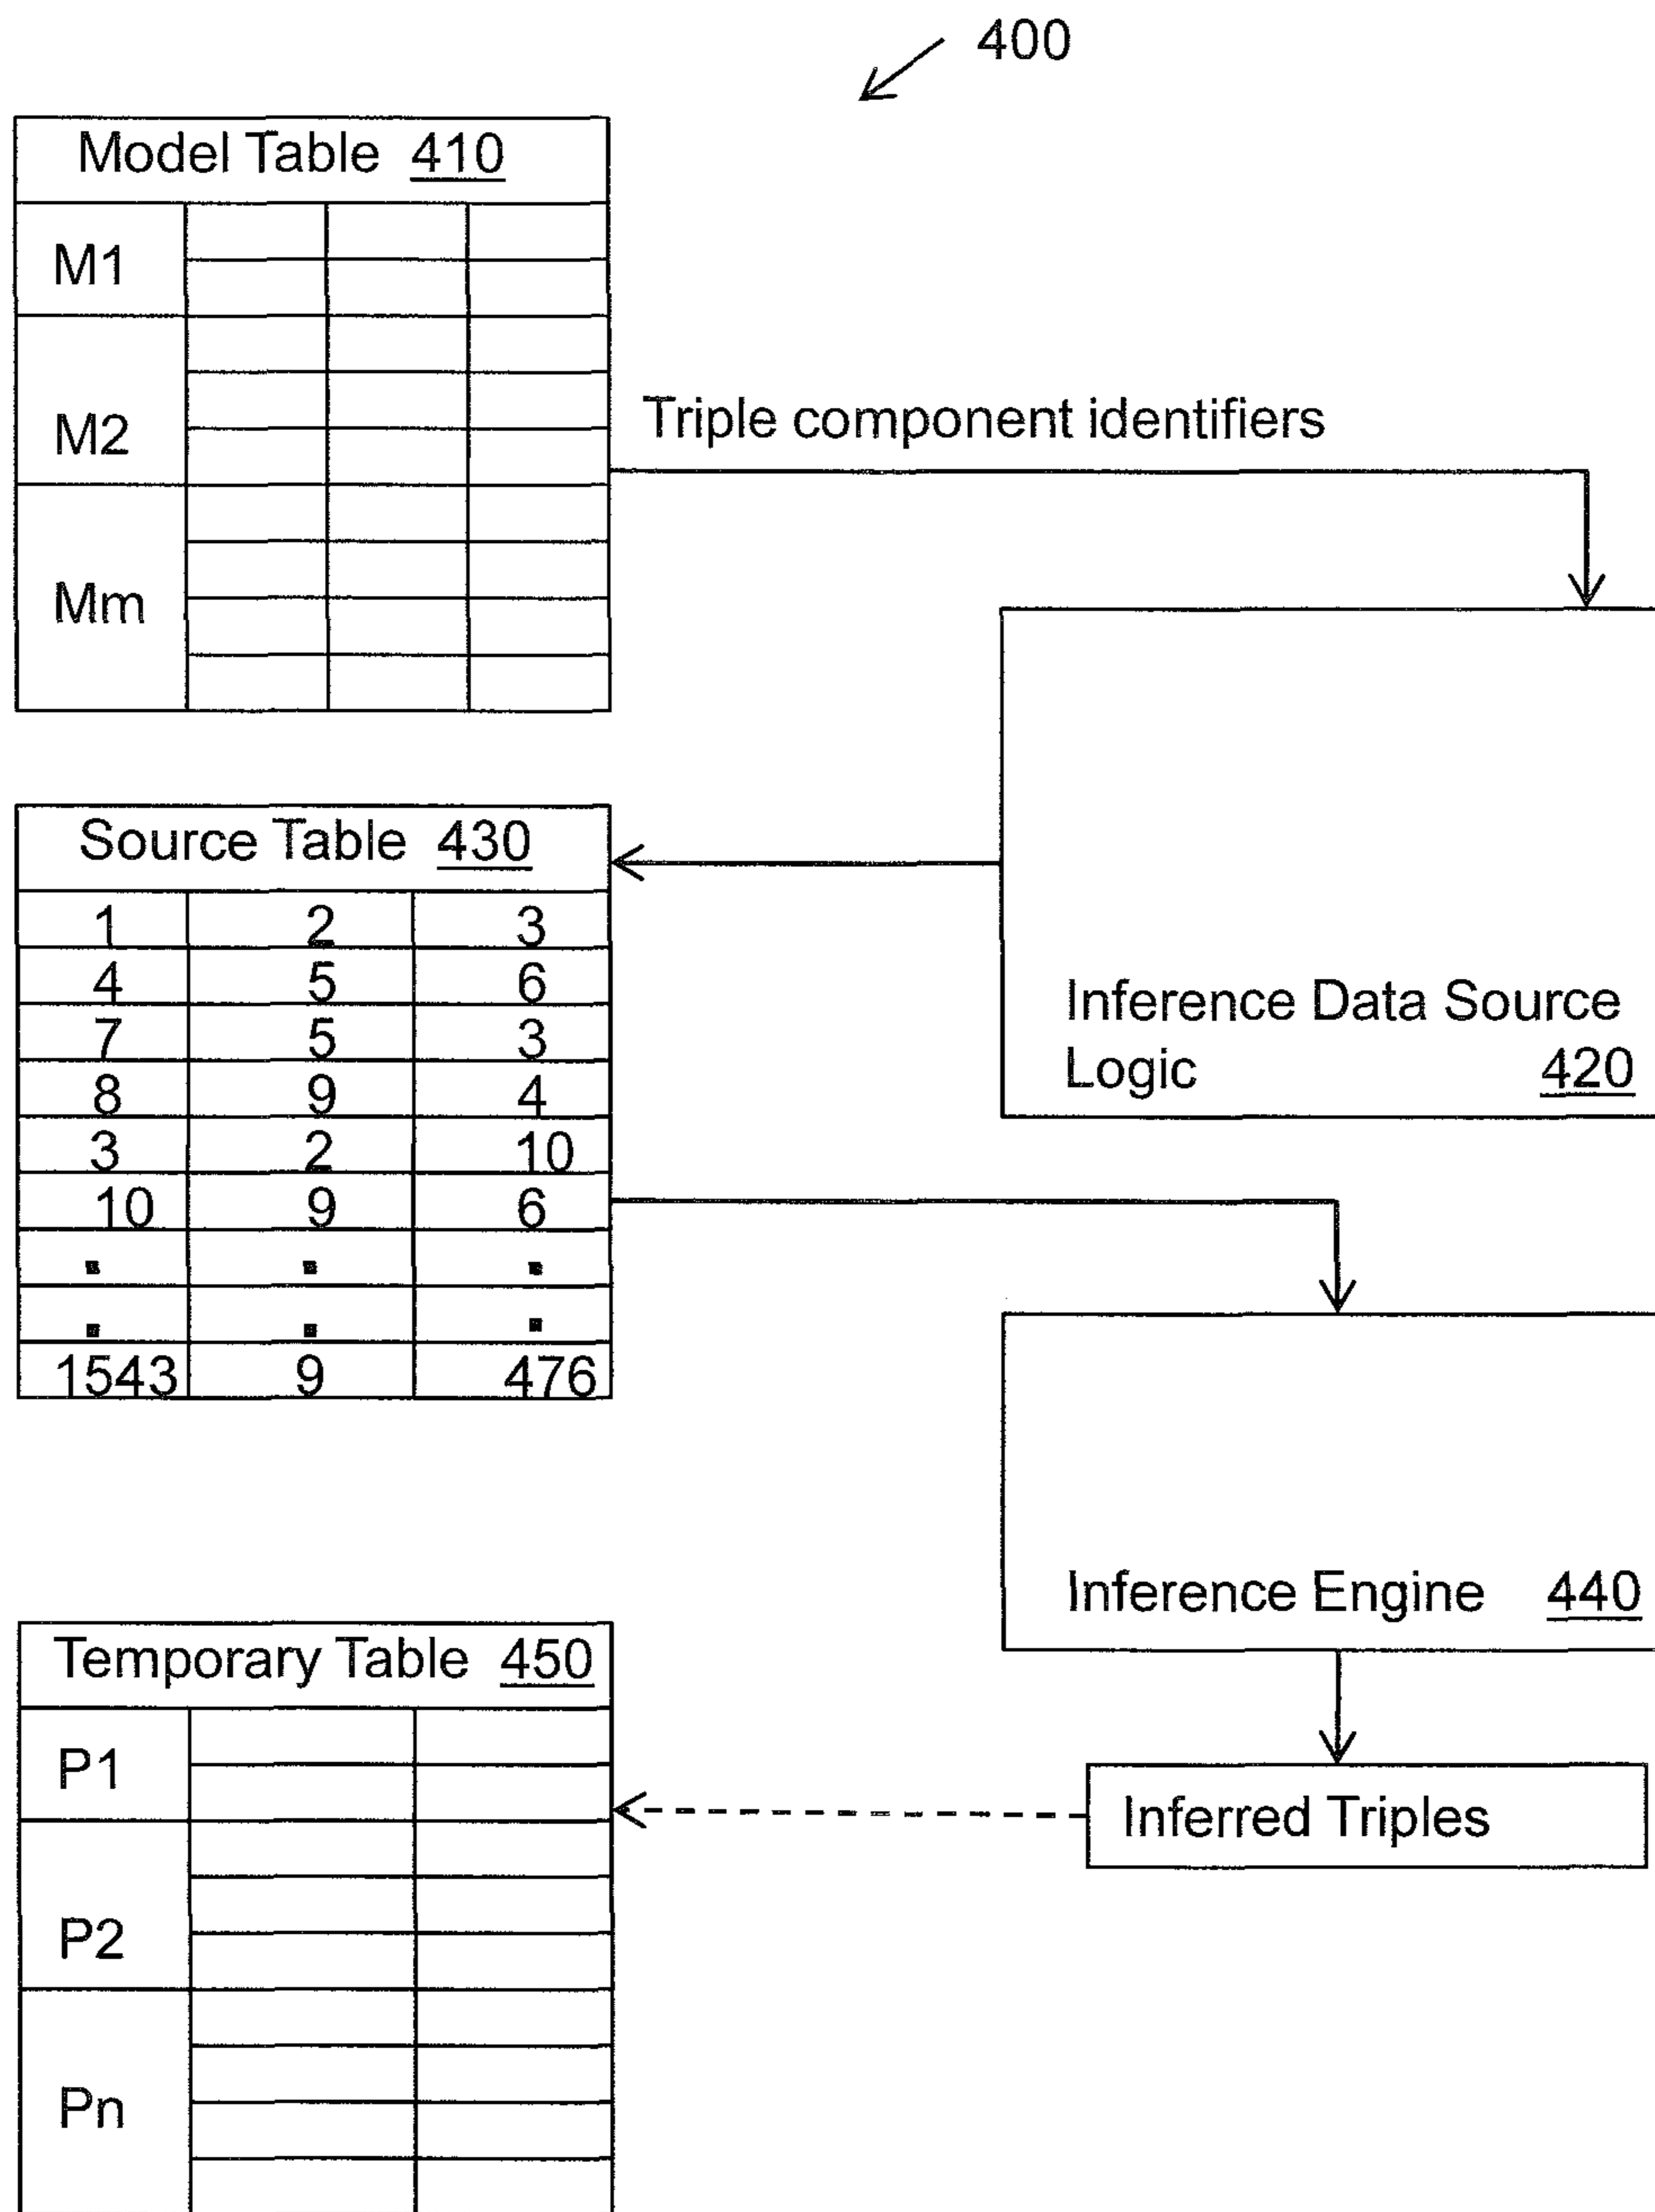 400
Model Table 410
M1
M2
Mm
Triple component identifiers
Inference Data Source
Logic 420
Source Table 430
1 2 3
4 5 6
7 5 3
8 9 4
3 2 10
10 9 6
. . .
. . .
1543 9 476
Inference Engine 440
Inferred Triples
Temporary Table 450
P1
P2
Pn